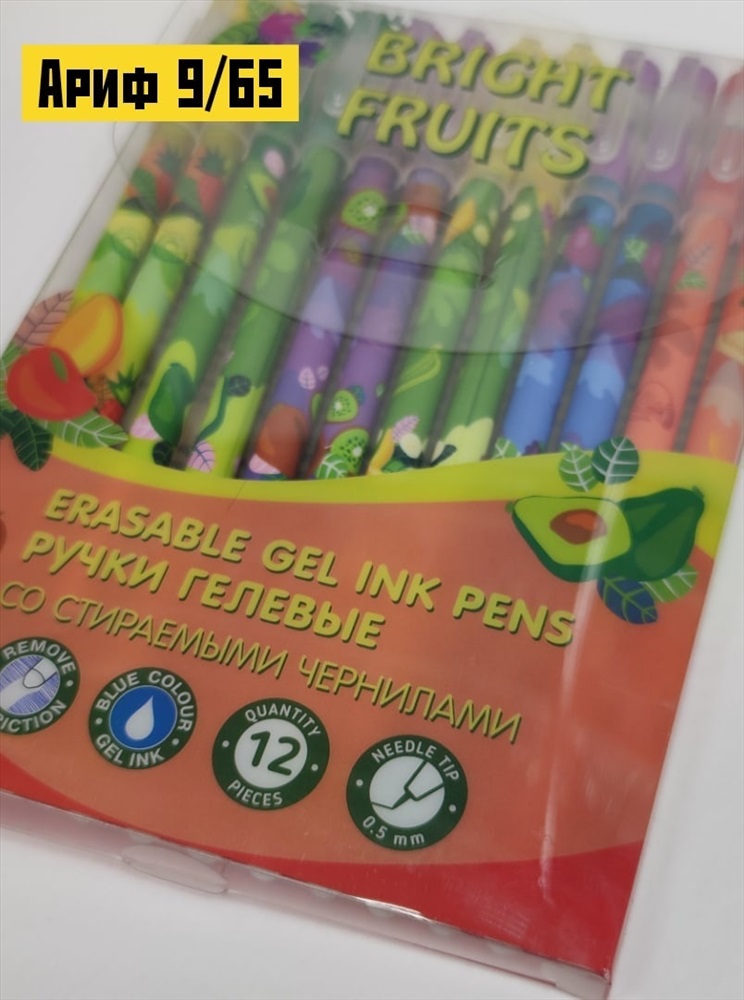 Ариф 9/65
BRIGHT
FRUITS
ERASABLE GEL INK PENS
РУЧКИ ГЕЛЕВЫЕ
СО СТИРАЕМЫМИ ЧЕРНИЛАМИ
REMOVE
BLUE COLOUR
GEL INK
QUANTITY
12
PIECES
NEEDLE TIP
0.5 mm